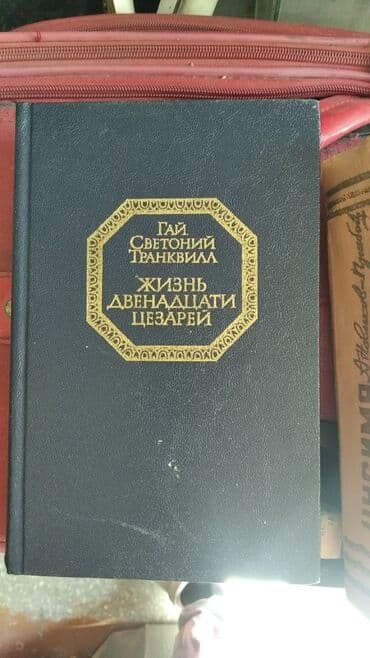 ГАЙ
СВЕТОНИЙ
ТРАНКВИЛЛ
ЖИЗНЬ
ДВЕНАДЦАТИ
ЦЕЗАРЕЙ